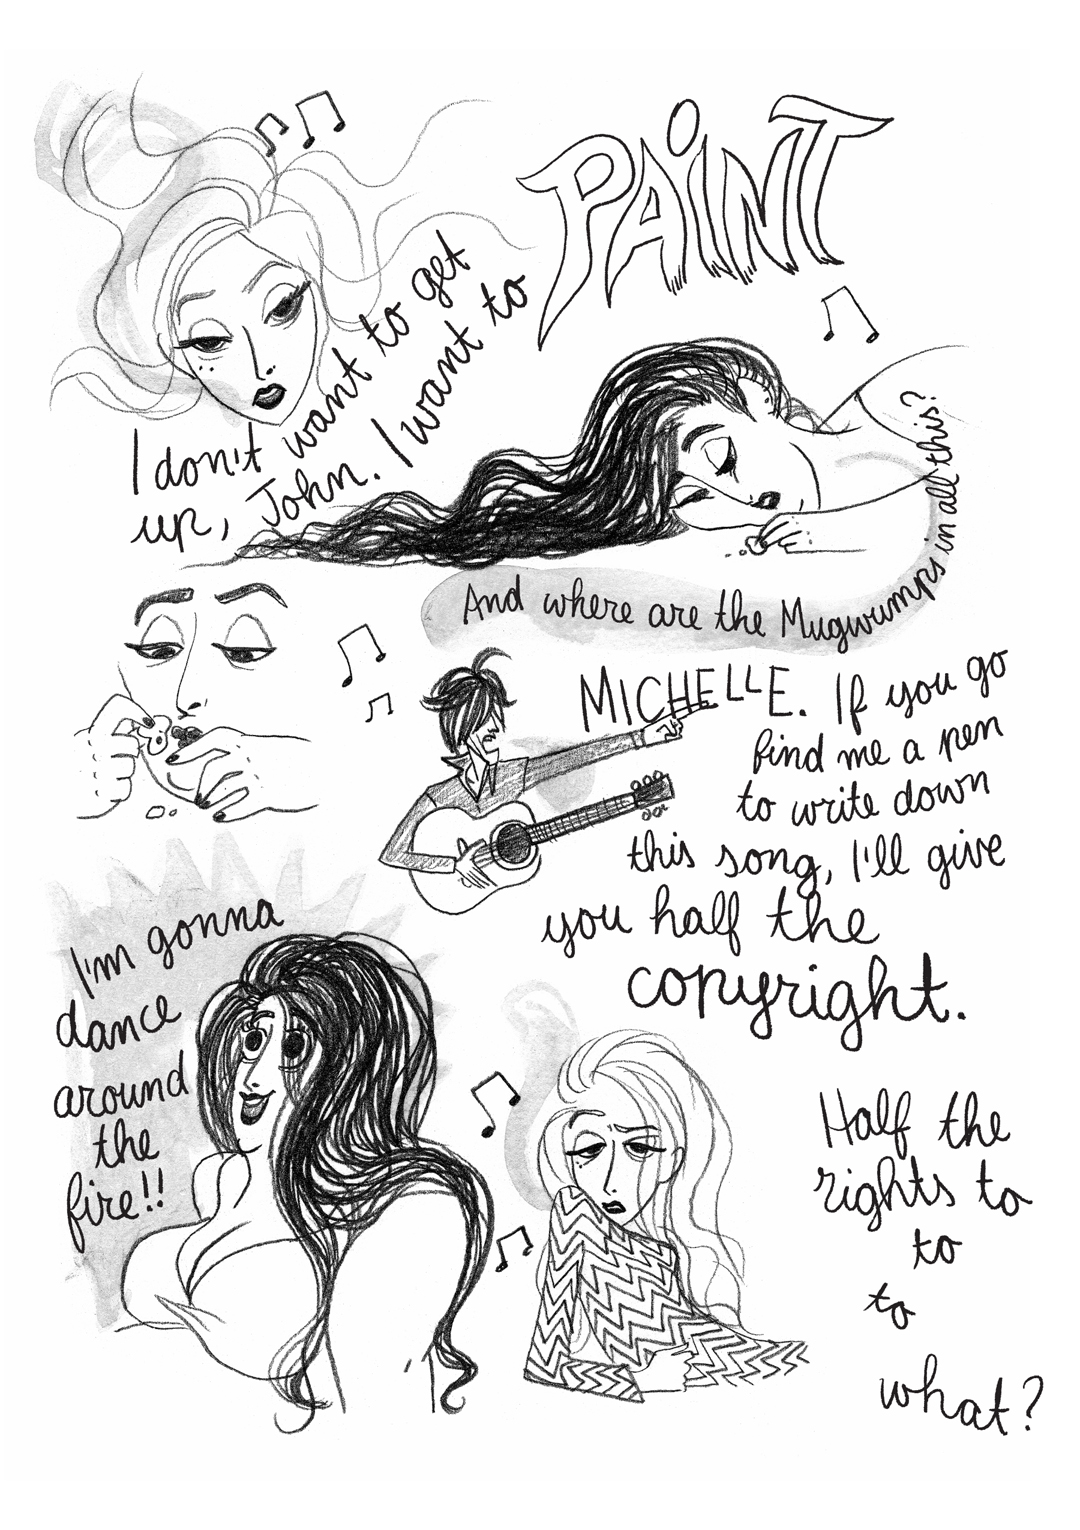 I don't want to get
up, John. I want to
PAINT
And where are the Mugwumps in all this?
MICHELLE. If you go
find me a pen
to write down
this song, I'll give
you half the
copyright.
I'm gonna
dance
around
the
fire!!
Half the
rights to
to
to
what?